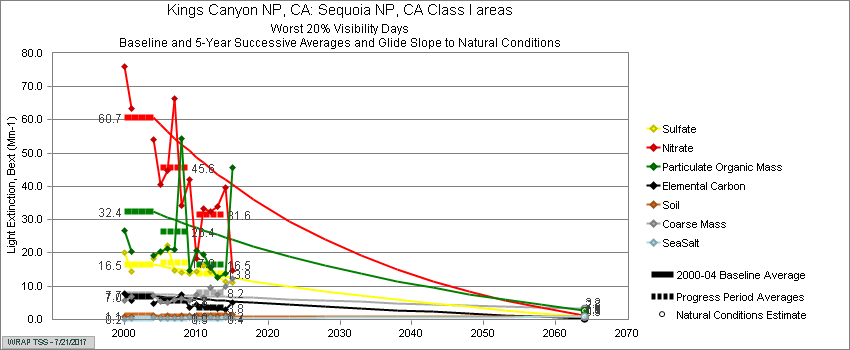 Kings Canyon NP, CA: Sequoia NP, CA Class I areas
Worst 20% Visibility Days
Baseline and 5-Year Successive Averages and Glide Slope to Natural Conditions
Light Extinction, Bext (Mm-1)
80.0
70.0
60.0
50.0
40.0
30.0
20.0
10.0
0.0
60.7
45.6
31.6
32.4
26.4
16.5
16.5
13.8
8.2
2000
2010
2020
2030
2040
2050
2060
2070
Sulfate
Nitrate
Particulate Organic Mass
Elemental Carbon
Soil
Coarse Mass
SeaSalt
2000-04 Baseline Average
Progress Period Averages
Natural Conditions Estimate
WRAP TSS - 7/21/2017